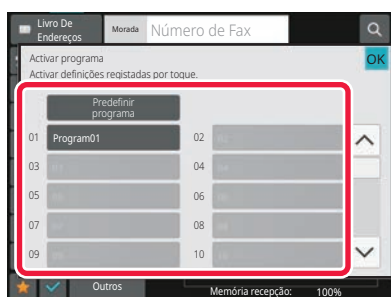 Livro De
Endereços
Morada
Número de Fax
Activar programa
OK
Activar definições registadas por toque.
Predefinir
programa
01 Program01
02
03
04
05
06
07
08
09
10
Outros
Memória recepção: 100%